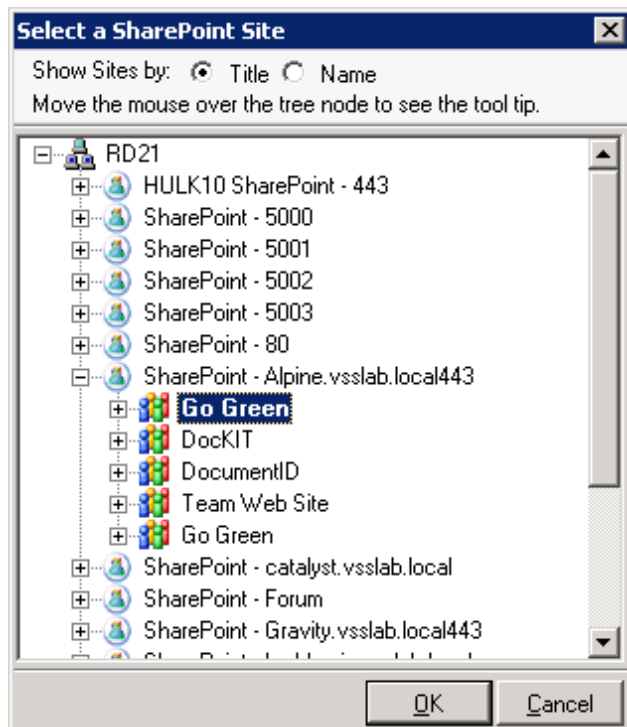 Select a SharePoint Site
Show Sites by: Title Name
Move the mouse over the tree node to see the tool tip.
RD21
HULK10 SharePoint - 443
SharePoint - 5000
SharePoint - 5001
SharePoint - 5002
SharePoint - 5003
SharePoint - 80
SharePoint - Alpine.vsslab.local443
Go Green
DocKIT
DocumentID
Team Web Site
Go Green
SharePoint - catalyst.vsslab.local
SharePoint - Forum
SharePoint - Gravity.vsslab.local443
OK Cancel